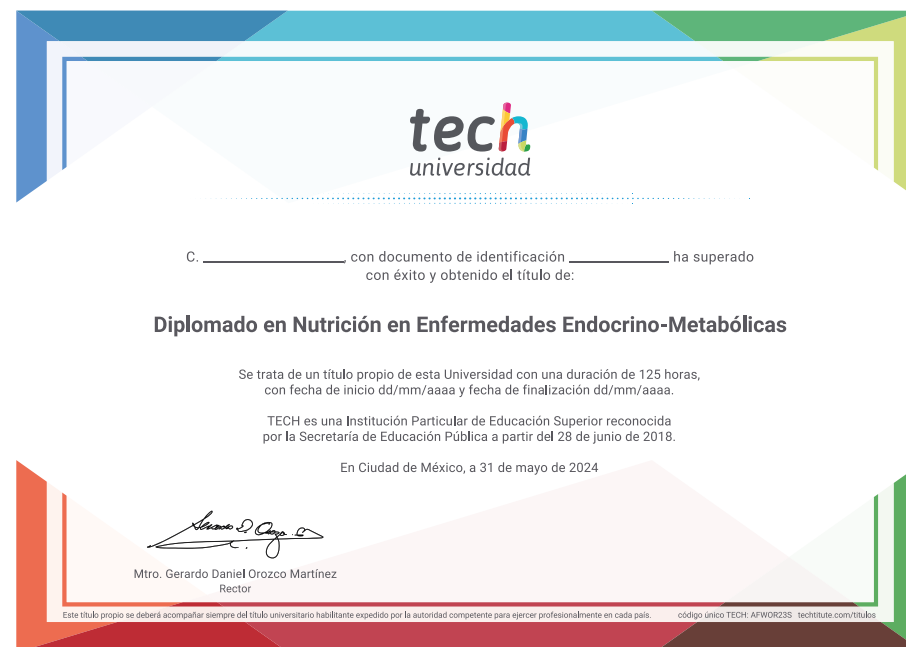 tech
universidad
C. ____________________, con documento de identificación ______________ ha superado
con éxito y obtenido el título de:
Diplomado en Nutrición en Enfermedades Endocrino-Metabólicas
Se trata de un título propio de esta Universidad con una duración de 125 horas,
con fecha de inicio dd/mm/aaaa y fecha de finalización dd/mm/aaaa.
TECH es una Institución Particular de Educación Superior reconocida
por la Secretaría de Educación Pública a partir del 28 de junio de 2018.
En Ciudad de México, a 31 de mayo de 2024
Mtro. Gerardo Daniel Orozco Martínez
Rector
Este título propio se deberá acompañar siempre del título universitario habilitante expedido por la autoridad competente para ejercer profesionalmente en cada país. código único TECH: AFWOR23S techtitute.com/titulos